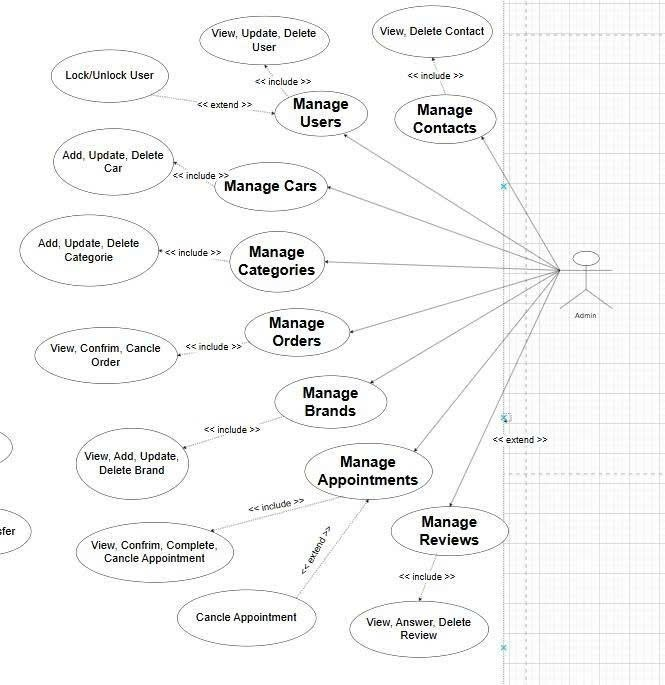 View, Update, Delete
User
View, Delete Contact
Lock/Unlock User
<< include >>
<< include >>
<< extend >>
Manage
Users
Manage
Contacts
Add, Update, Delete
Car
<< include >>
Manage Cars
Add, Update, Delete
Categorie
<< include >>
Manage
Categories
Admin
Manage
Orders
View, Confrim, Cancle
Order
<< include >>
Manage
Brands
<< include >>
<< extend >>
View, Add, Update,
Delete Brand
Manage
Appointments
<< include >>
Manage
Reviews
sfer
View, Confrim, Complete,
Cancle Appointment
<< extend >>
<< include >>
Cancle Appointment
View, Answer, Delete
Review